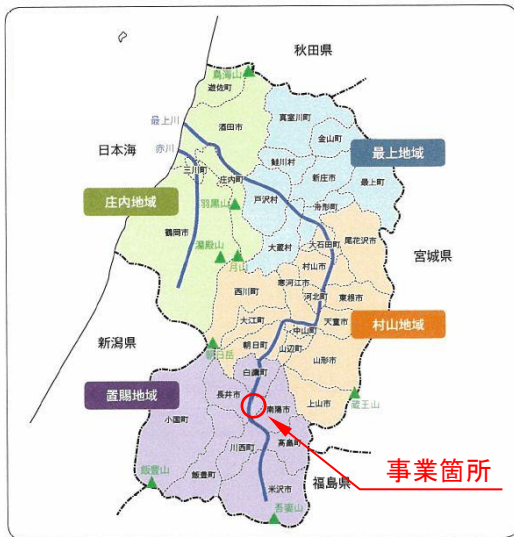 秋田県
鳥海山
遊佐町
最上川
酒田市
真室川町
金山町
日本海
赤川
鮭川村
最上地域
三川町
庄内町
新庄市
最上町
庄内地域
羽黒山
戸沢村
舟形町
鶴岡市
大蔵村
大石田町
尾花沢市
湯殿山
月山
村山市
宮城県
西川町
寒河江市
河北町
東根市
大江町
天童市
村山地域
新潟県
朝日町
中山町
山辺町
朝日岳
山形市
白鷹町
置賜地域
長井市
上山市
蔵王山
小国町
南陽市
川西町
高畠町
事業箇所
飯豊山
飯豊町
福島県
米沢市
吾妻山